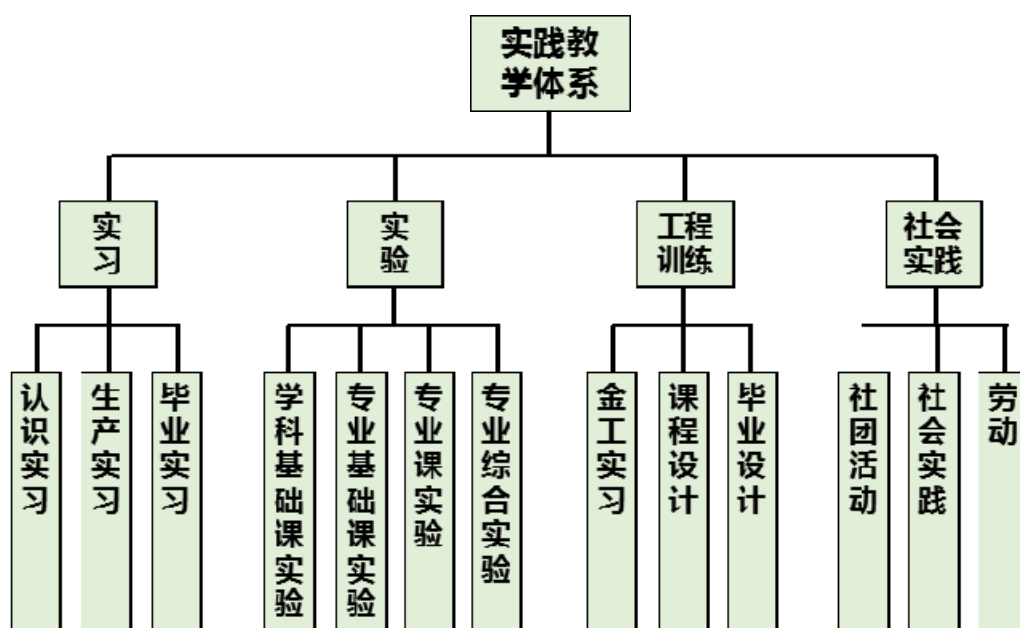 实践教
学体系
实
习
实
验
工程
训练
社会
实践
认识实习
生产实习
毕业实习
学科基础课实验
专业基础课实验
专业课实验
专业综合实验
金工实习
课程设计
毕业设计
社团活动
社会实践
劳动